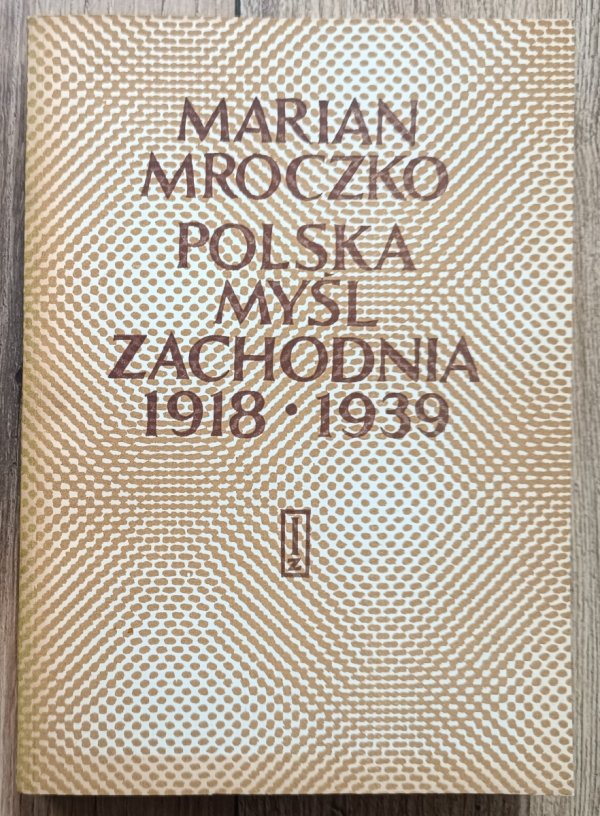 MARIAN
MROCZKO
POLSKA
MYŚL
ZACHODNIA
1918 • 1939
I
Z